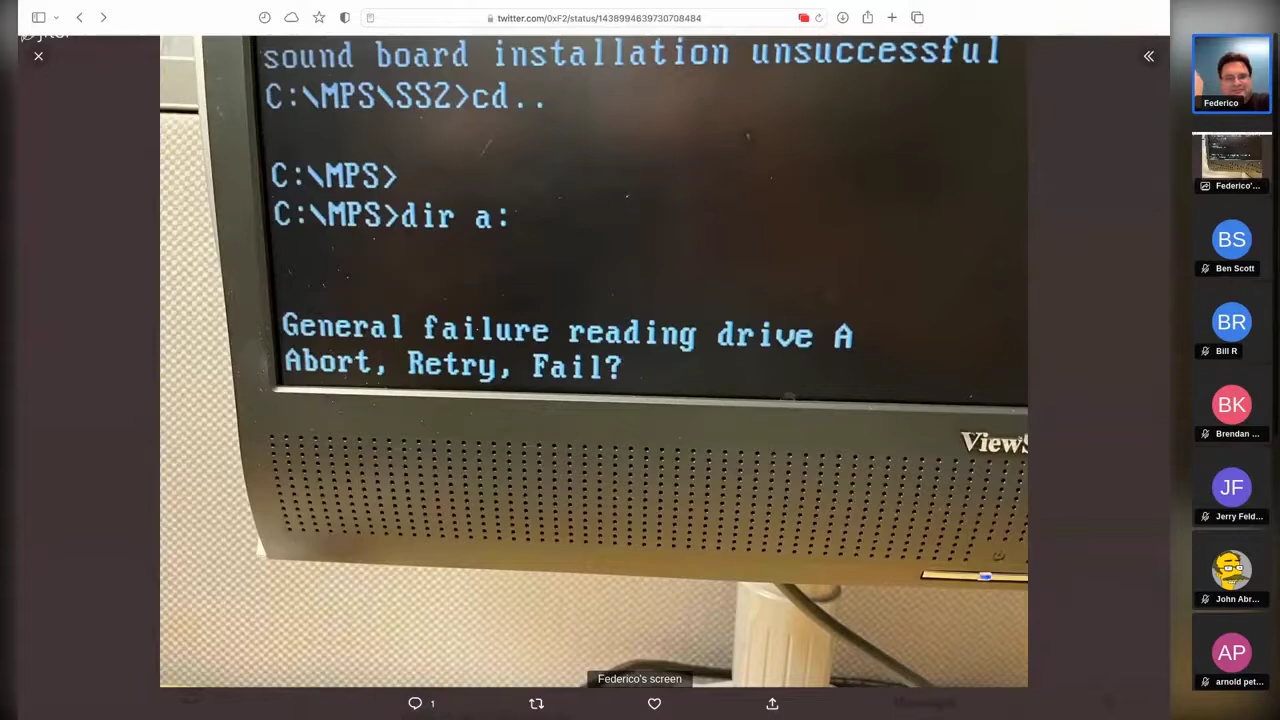 twitter.com/0xF2/status/1438994639730708484
sound board installation unsuccessful
C:\MPS\SS2>cd..
C:\MPS>
C:\MPS>dir a:
General failure reading drive A
Abort, Retry, Fail?
ViewS
Federico's screen
1
Federico
Federico'...
BS
Ben Scott
BR
Bill R
BK
Brendan ...
JF
Jerry Feld...
John Abr...
AP
arnold pet...